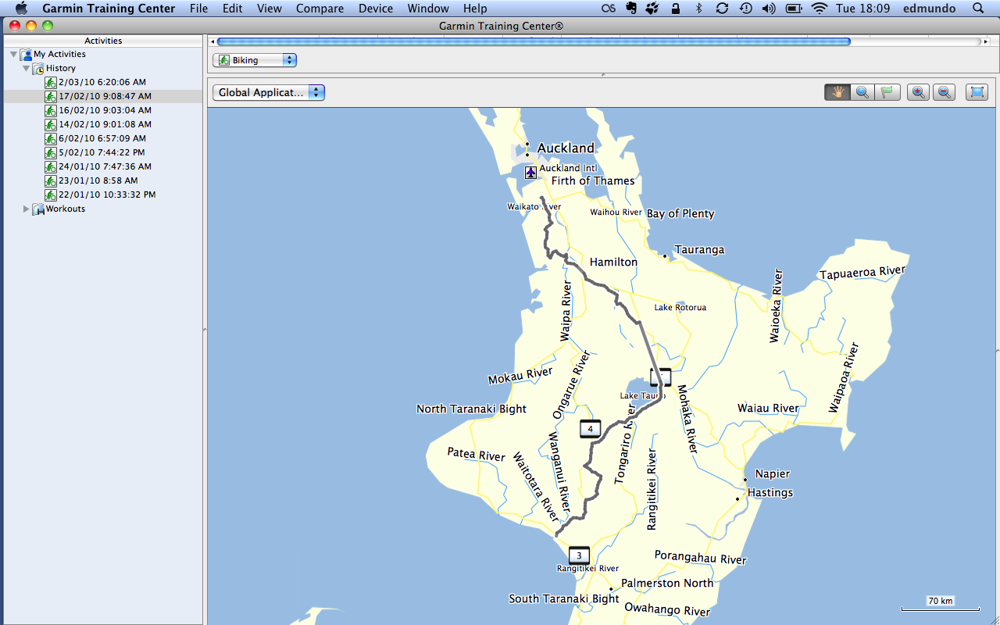 Garmin Training Center File Edit View Compare Device Window Help Tue 18:09 edmundo
Garmin Training Center®
Activities
My Activities
History
2/03/10 6:20:06 AM
17/02/10 9:08:47 AM
16/02/10 9:03:04 AM
14/02/10 9:01:08 AM
6/02/10 6:57:09 AM
5/02/10 7:44:22 PM
24/01/10 7:47:36 AM
23/01/10 8:58 AM
22/01/10 10:33:32 PM
Workouts
Biking
Global Applicat...
Auckland
Auckland Intl
Firth of Thames
Waikato River
Waihou River
Bay of Plenty
Tauranga
Hamilton
Tapuaeroa River
Waioeka River
Lake Rotorua
Waipa River
Mokau River
Ongarue River
Waipaoa River
Lake Taupo
Mohaka River
North Taranaki Bight
Waiau River
4
Tongariro River
Patea River
Wanganui River
Waitotara River
Rangitikei River
Napier
Hastings
3
Rangitikei River
Porangahau River
Palmerston North
South Taranaki Bight
Owahango River
70 km